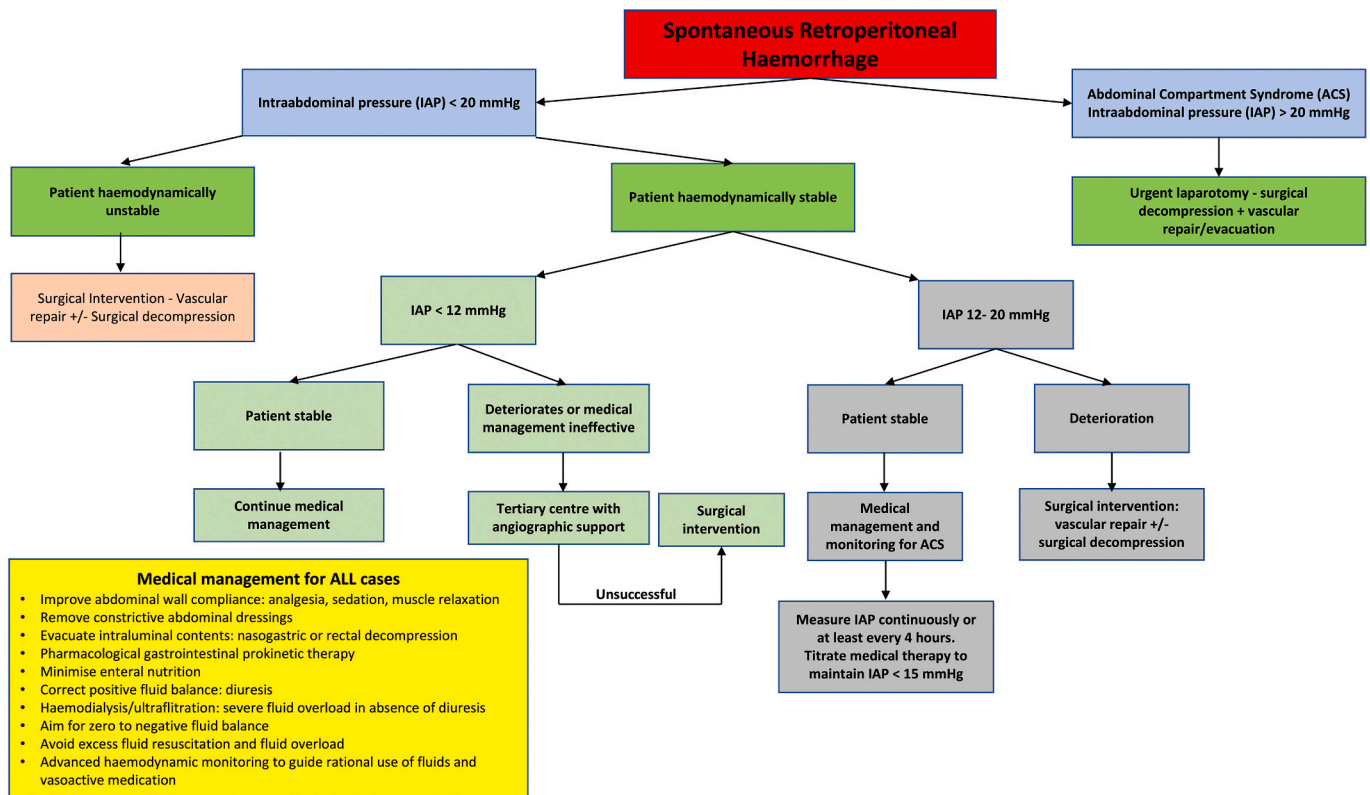 Spontaneous Retroperitoneal
Haemorrhage
Intraabdominal pressure (IAP) < 20 mmHg
Abdominal Compartment Syndrome (ACS)
Intraabdominal pressure (IAP) > 20 mmHg
Patient haemodynamically
unstable
Patient haemodynamically stable
Urgent laparotomy - surgical
decompression + vascular
repair/evacuation
Surgical Intervention - Vascular
repair +/- Surgical decompression
IAP < 12 mmHg
IAP 12- 20 mmHg
Patient stable
Deteriorates or medical
management ineffective
Patient stable
Deterioration
Continue medical
management
Tertiary centre with
angiographic support
Surgical
intervention
Medical
management and
monitoring for ACS
Surgical intervention:
vascular repair +/-
surgical decompression
Unsuccessful
Measure IAP continuously or
at least every 4 hours.
Titrate medical therapy to
maintain IAP < 15 mmHg
Medical management for ALL cases
• Improve abdominal wall compliance: analgesia, sedation, muscle relaxation
• Remove constrictive abdominal dressings
• Evacuate intraluminal contents: nasogastric or rectal decompression
• Pharmacological gastrointestinal prokinetic therapy
• Minimise enteral nutrition
• Correct positive fluid balance: diuresis
• Haemodialysis/ultraflitration: severe fluid overload in absence of diuresis
• Aim for zero to negative fluid balance
• Avoid excess fluid resuscitation and fluid overload
• Advanced haemodynamic monitoring to guide rational use of fluids and
vasoactive medication